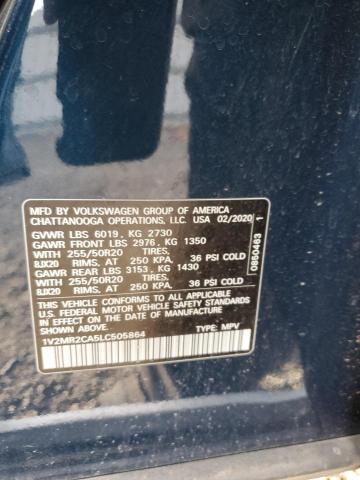 MFD. BY VOLKSWAGEN GROUP OF AMERICA
CHATTANOOGA OPERATIONS, LLC. USA 02/2020
GVWR LBS 6019, KG 2730
GAWR FRONT LBS 2976, KG 1350
WITH 255/50R20 TIRES,
8JX20 RIMS, AT 250 KPA, 36 PSI COLD
GAWR REAR LBS 3153, KG 1430
WITH 255/50R20 TIRES,
8JX20 RIMS, AT 250 KPA, 36 PSI COLD
THIS VEHICLE CONFORMS TO ALL APPLICABLE
U.S. FEDERAL MOTOR VEHICLE SAFETY STANDARDS
IN EFFECT ON THE DATE OF MANUFACTURE
SHOWN ABOVE.
1V2MR2CA5LC505864 TYPE: MPV
0850463 1